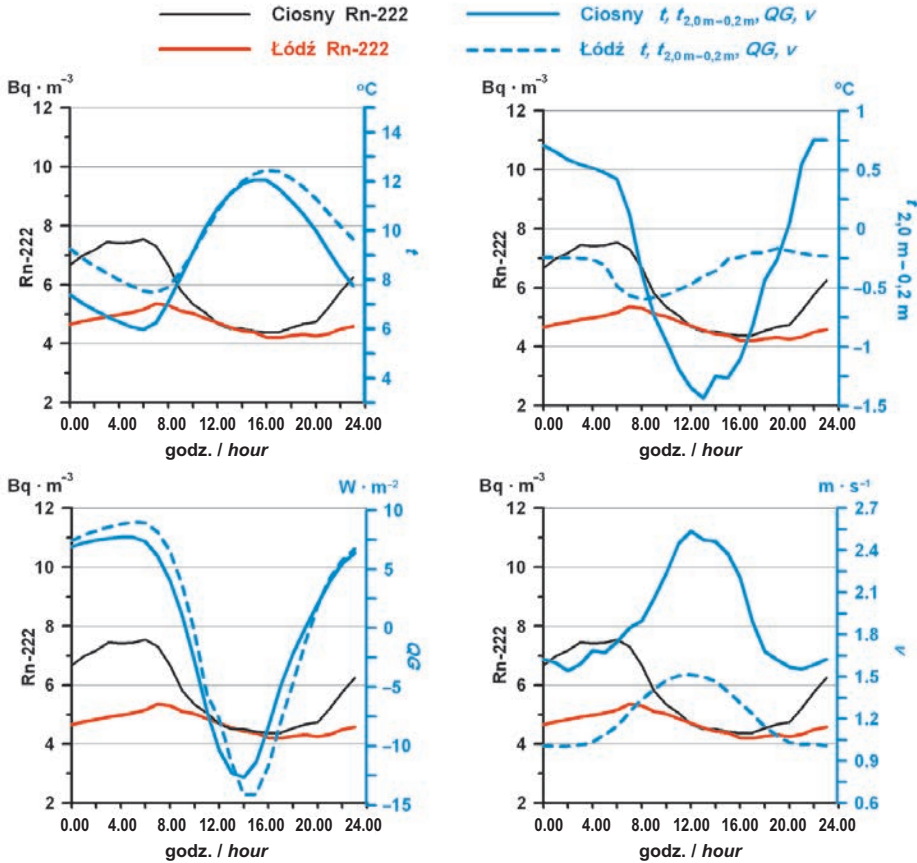 Ciosny Rn-222
Ciosny t, t2,0 m–0,2 m, QG, v
Łódź Rn-222
Łódź t, t2,0 m–0,2 m, QG, v
Bq · m⁻³
°C
12
10
8
6
4
2
Rn-222
14
12
10
8
6
4
3
t
0.00 4.00 8.00 12.00 16.00 20.00 24.00
godz. / hour
Bq · m⁻³
°C
12
10
8
6
4
2
Rn-222
1
0,5
0
−0,5
−1
−1.5
t 2,0 m−0,2 m
0.00 4.00 8.00 12.00 16.00 20.00 24.00
godz. / hour
Bq · m⁻³
W · m⁻²
12
10
8
6
4
2
Rn-222
10
5
0
−5
−10
−15
QG
0.00 4.00 8.00 12.00 16.00 20.00 24.00
godz. / hour
Bq · m⁻³
m · s⁻¹
12
10
8
6
4
2
Rn-222
2.7
2.4
2.1
1.8
1.5
1.2
0.9
0.6
v
0.00 4.00 8.00 12.00 16.00 20.00 24.00
godz. / hour